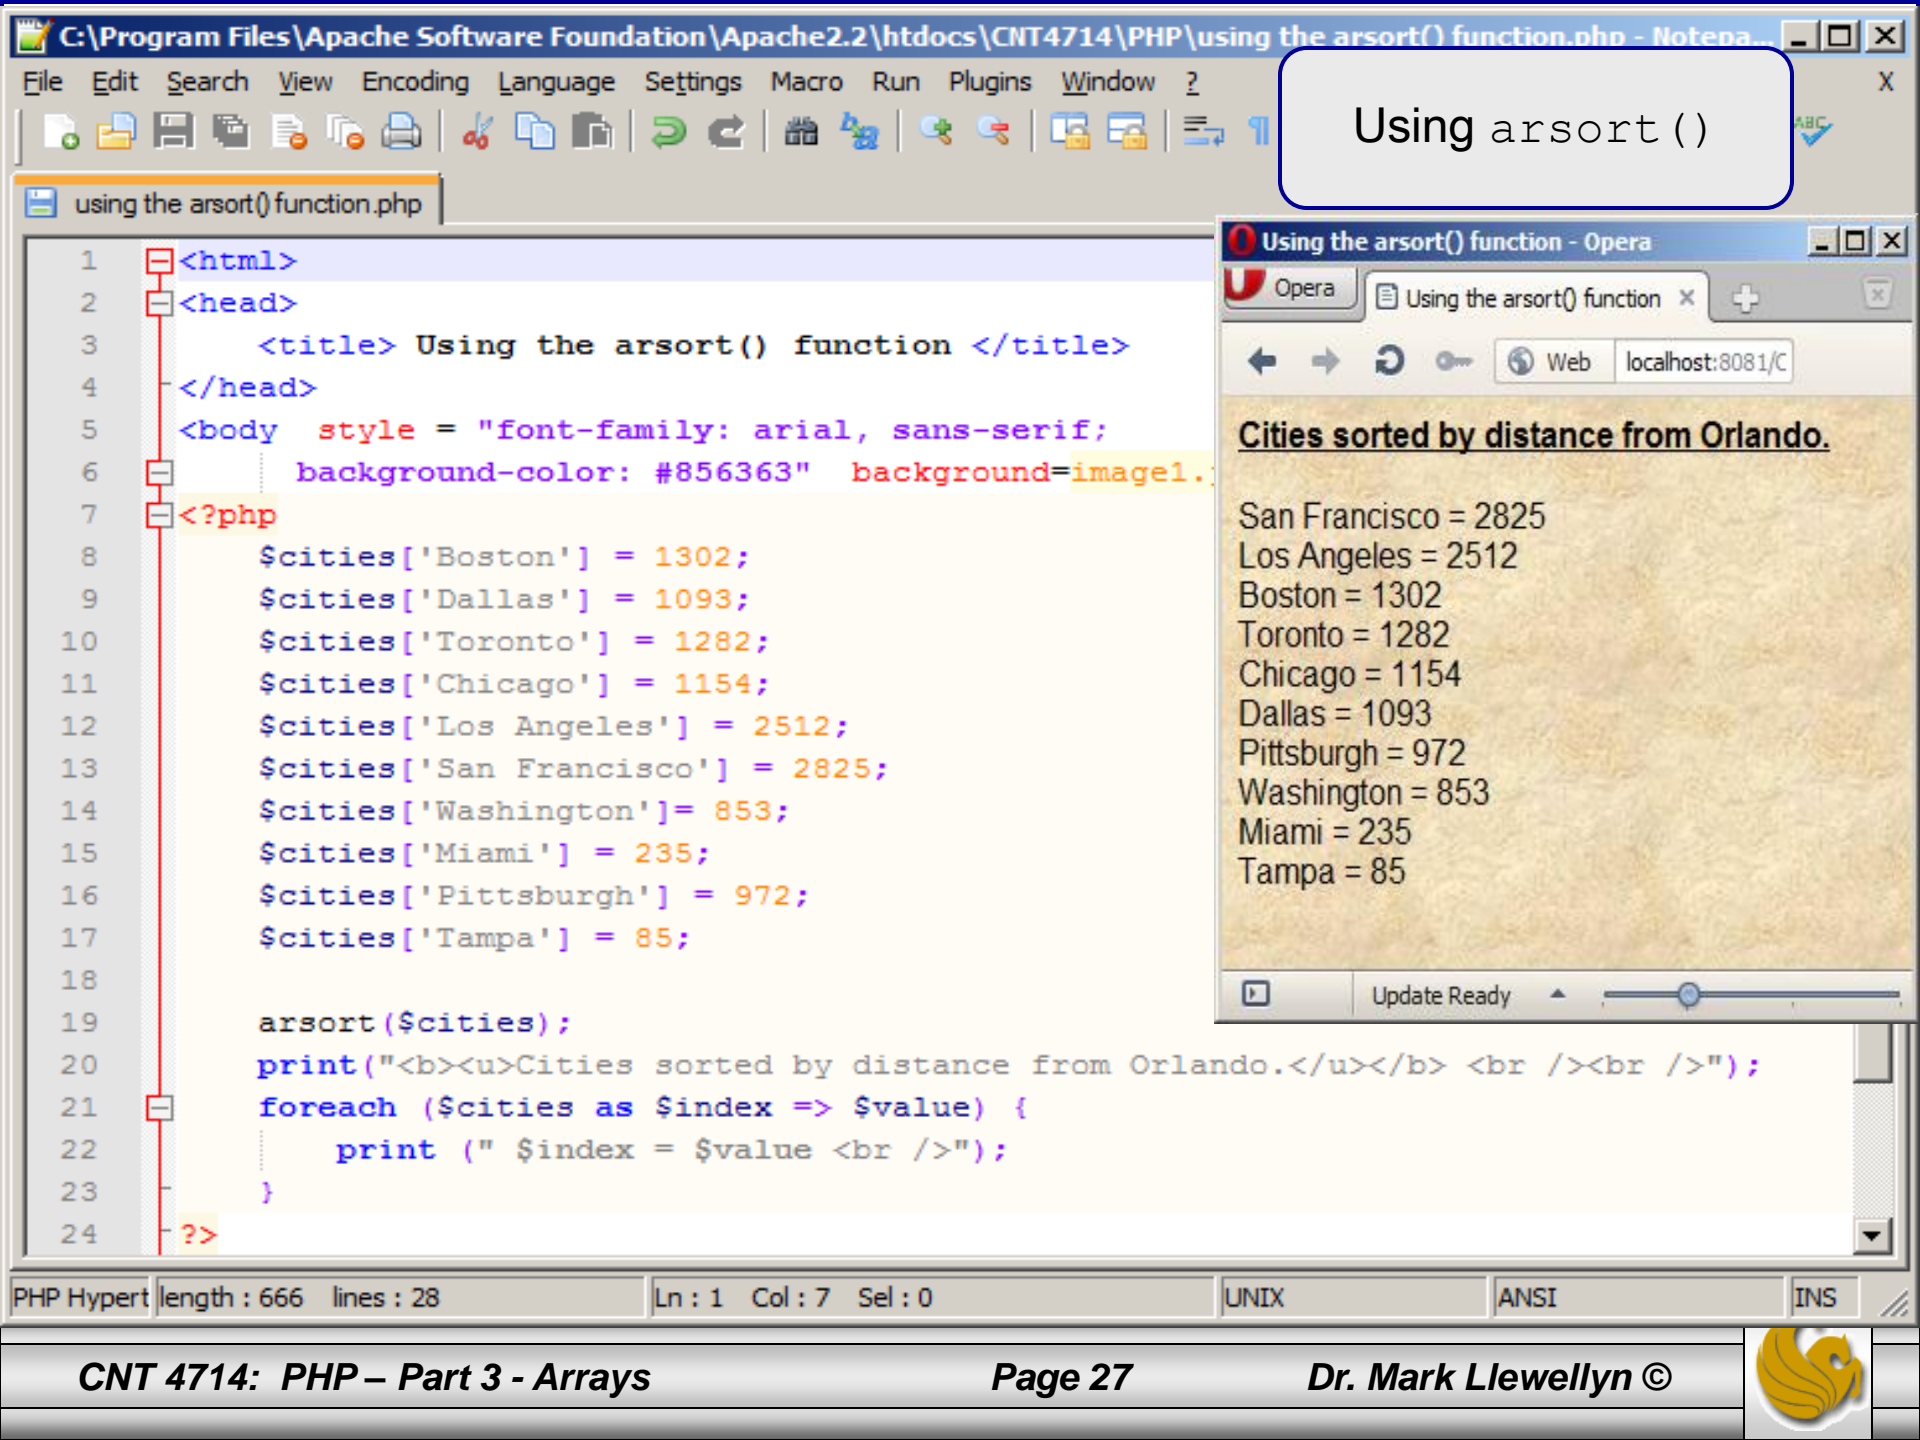 C:\Program Files\Apache Software Foundation\Apache2.2\htdocs\CNT4714\PHP\using the arsort() function.php - Notepa...
File Edit Search View Encoding Language Settings Macro Run Plugins Window ?
X
Using arsort()
ABC
using the arsort() function.php
1 <html>
2 <head>
3 <title> Using the arsort() function </title>
4 </head>
5 <body style = "font-family: arial, sans-serif;
6 background-color: #856363" background=image1.
7 <?php
8 $cities['Boston'] = 1302;
9 $cities['Dallas'] = 1093;
10 $cities['Toronto'] = 1282;
11 $cities['Chicago'] = 1154;
12 $cities['Los Angeles'] = 2512;
13 $cities['San Francisco'] = 2825;
14 $cities['Washington']= 853;
15 $cities['Miami'] = 235;
16 $cities['Pittsburgh'] = 972;
17 $cities['Tampa'] = 85;
18
19 arsort($cities);
20 print("<b><u>Cities sorted by distance from Orlando.</u></b> <br /><br />");
21 foreach ($cities as $index => $value) {
22 print (" $index = $value <br />");
23 }
24 ?>
Using the arsort() function - Opera
Opera
Using the arsort() function
Web localhost:8081/C
Cities sorted by distance from Orlando.
San Francisco = 2825
Los Angeles = 2512
Boston = 1302
Toronto = 1282
Chicago = 1154
Dallas = 1093
Pittsburgh = 972
Washington = 853
Miami = 235
Tampa = 85
Update Ready
PHP Hypert length : 666 lines : 28 Ln : 1 Col : 7 Sel : 0 UNIX ANSI INS
CNT 4714: PHP – Part 3 - Arrays Page 27 Dr. Mark Llewellyn ©